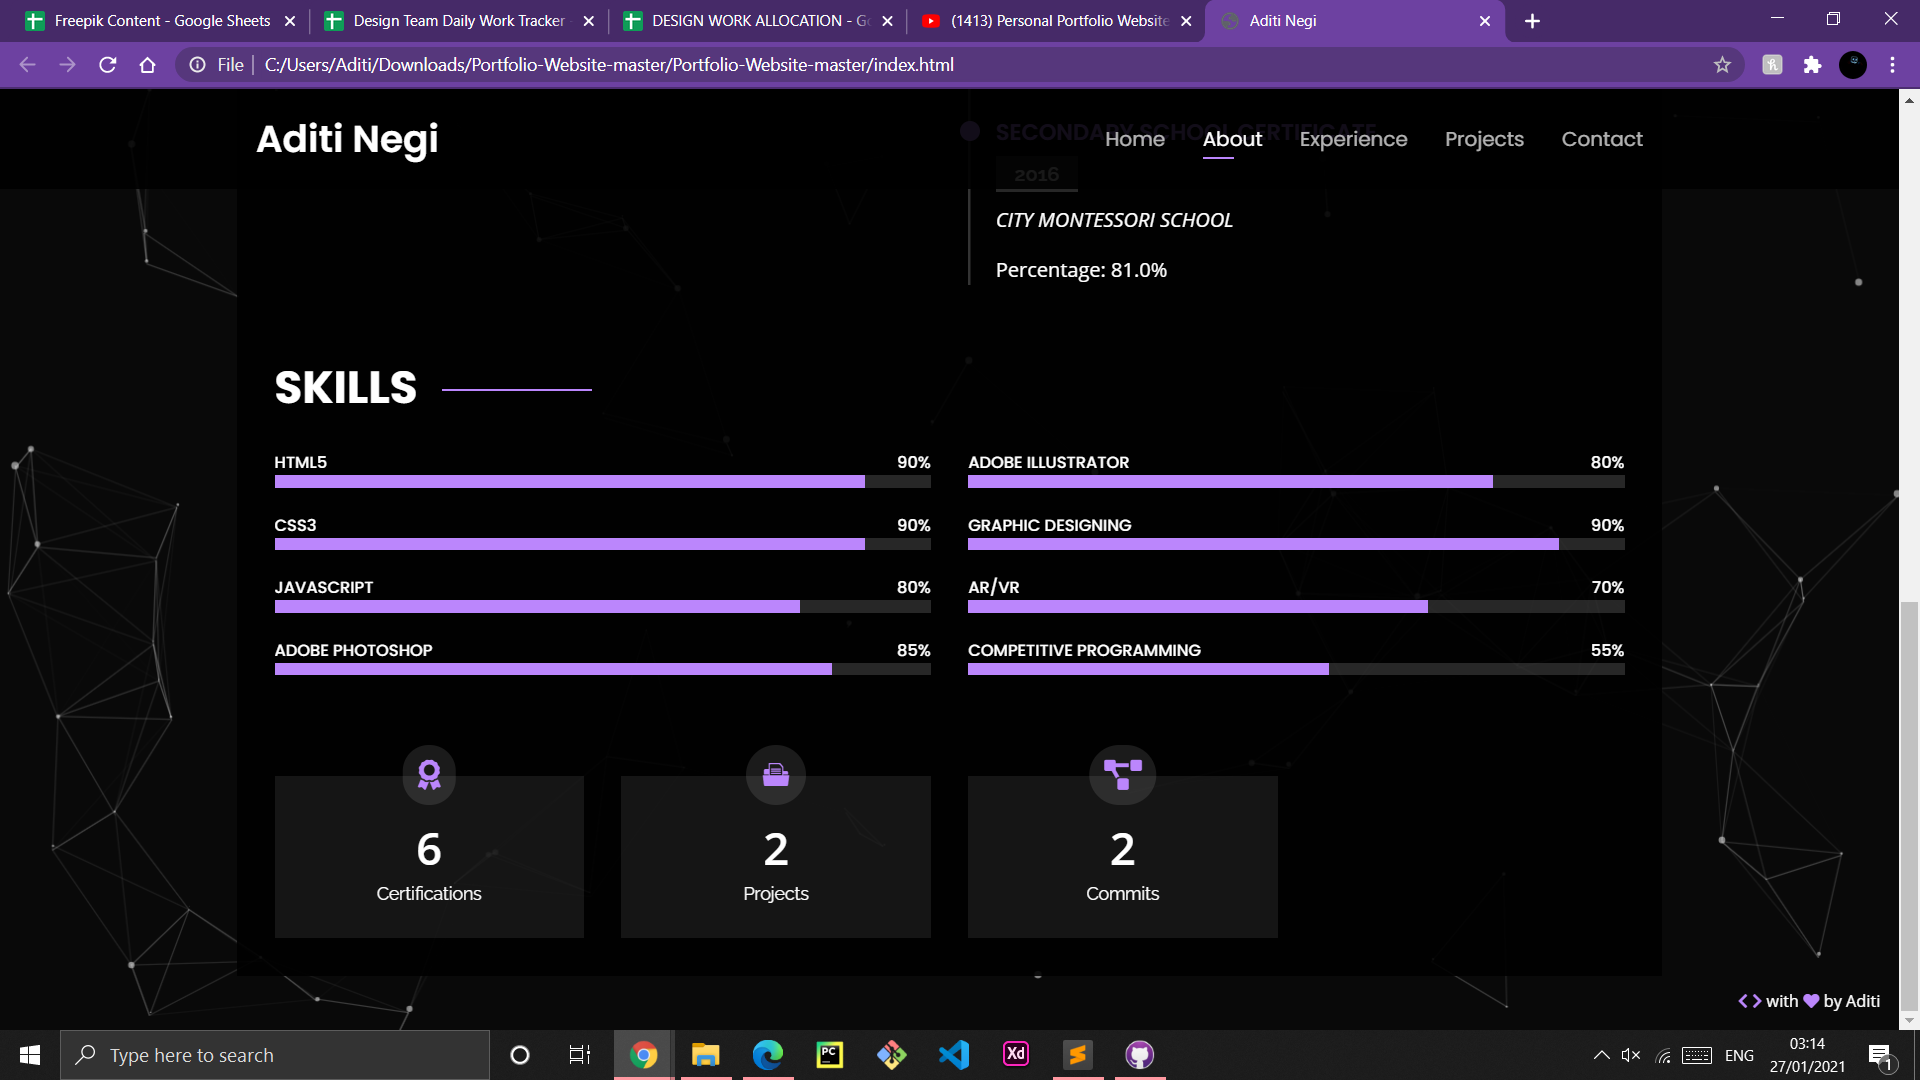 Freepik Content - Google Sheets
Design Team Daily Work Tracker
DESIGN WORK ALLOCATION - Go
(1413) Personal Portfolio Website
Aditi Negi
File
C:/Users/Aditi/Downloads/Portfolio-Website-master/Portfolio-Website-master/index.html
Aditi Negi
Home
About
Experience
Projects
Contact
SECONDARY SCHOOL CERTIFICATE
2016
CITY MONTESSORI SCHOOL
Percentage: 81.0%
SKILLS
HTML5 90%
ADOBE ILLUSTRATOR 80%
CSS3 90%
GRAPHIC DESIGNING 90%
JAVASCRIPT 80%
AR/VR 70%
ADOBE PHOTOSHOP 85%
COMPETITIVE PROGRAMMING 55%
6
Certifications
2
Projects
2
Commits
<> with by Aditi
Type here to search
PC
Xd
ENG
03:14
27/01/2021
1